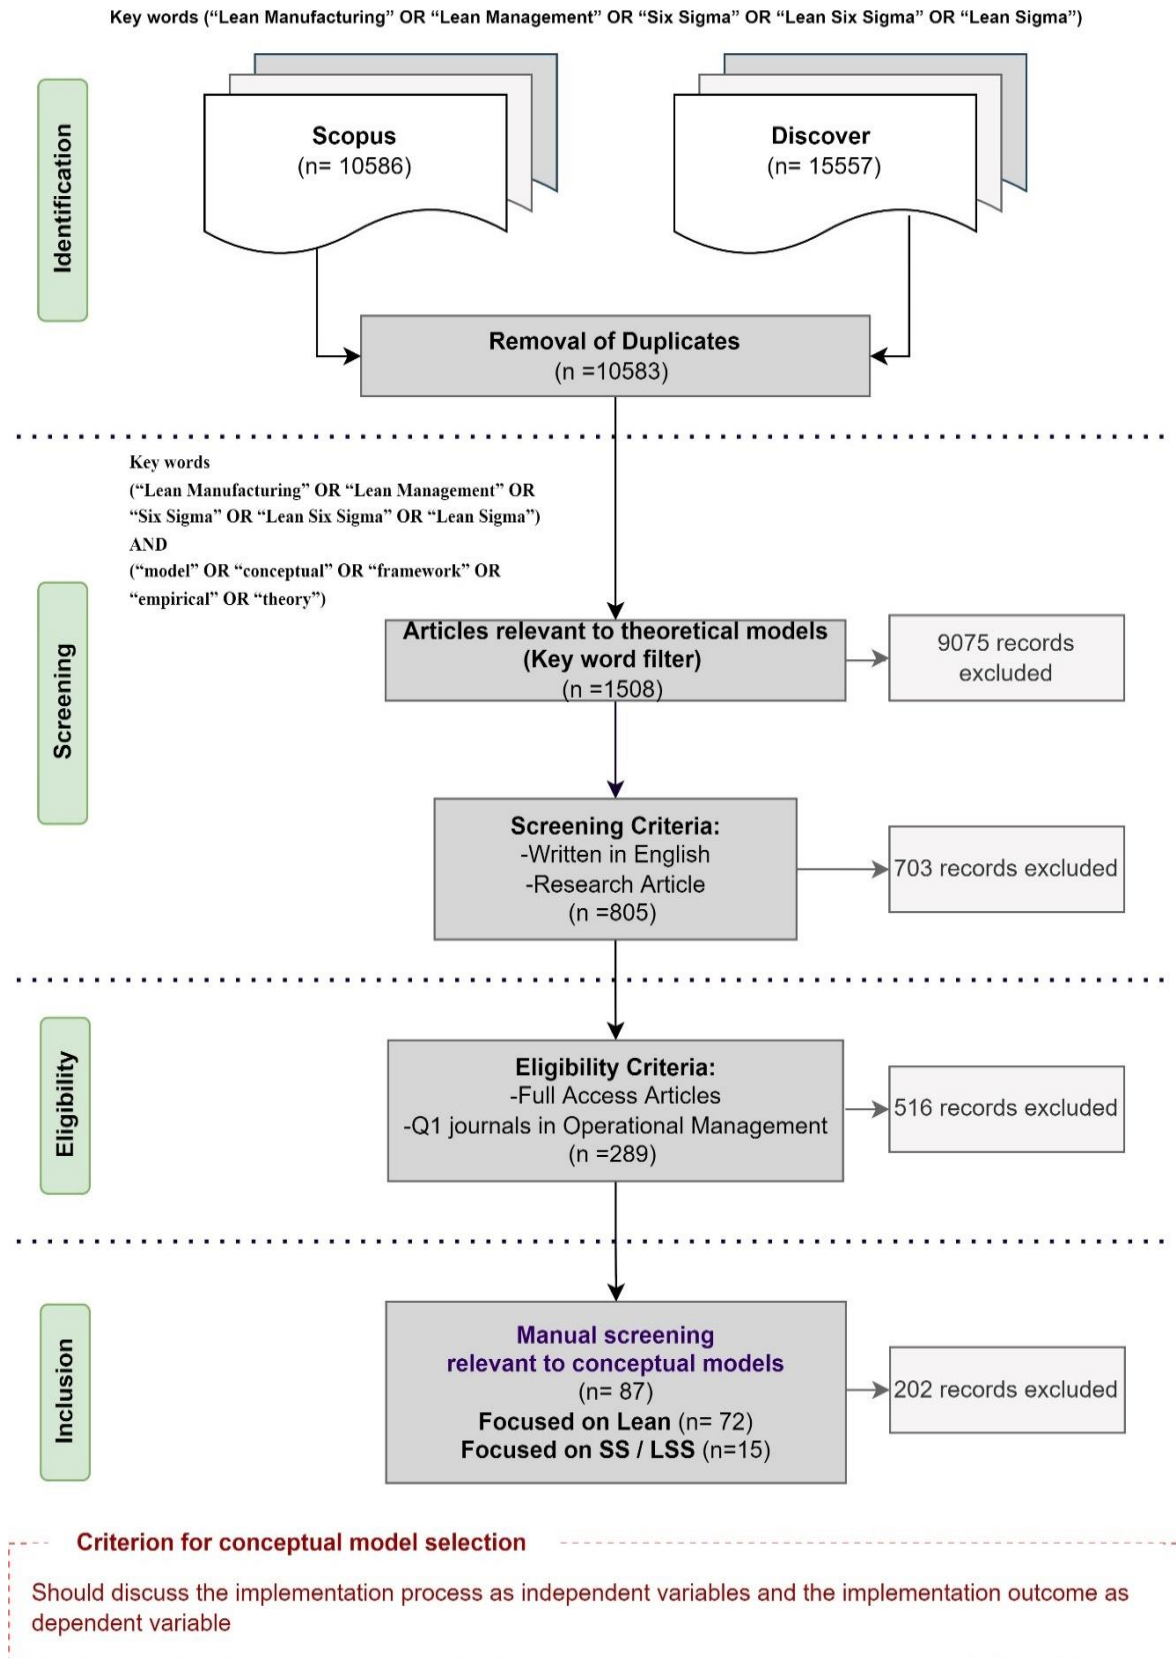 Key words (“Lean Manufacturing” OR “Lean Management” OR “Six Sigma” OR “Lean Six Sigma” OR “Lean Sigma”)
Identification
Scopus
(n= 10586)
Discover
(n= 15557)
Removal of Duplicates
(n =10583)
Screening
Key words
(“Lean Manufacturing” OR “Lean Management” OR
“Six Sigma” OR “Lean Six Sigma” OR “Lean Sigma”)
AND
(“model” OR “conceptual” OR “framework” OR
“empirical” OR “theory”)
Articles relevant to theoretical models
(Key word filter)
(n =1508)
9075 records
excluded
Screening Criteria:
-Written in English
-Research Article
(n =805)
703 records excluded
Eligibility
Eligibility Criteria:
-Full Access Articles
-Q1 journals in Operational Management
(n =289)
516 records excluded
Inclusion
Manual screening
relevant to conceptual models
(n= 87)
Focused on Lean (n= 72)
Focused on SS / LSS (n=15)
202 records excluded
Criterion for conceptual model selection
Should discuss the implementation process as independent variables and the implementation outcome as
dependent variable